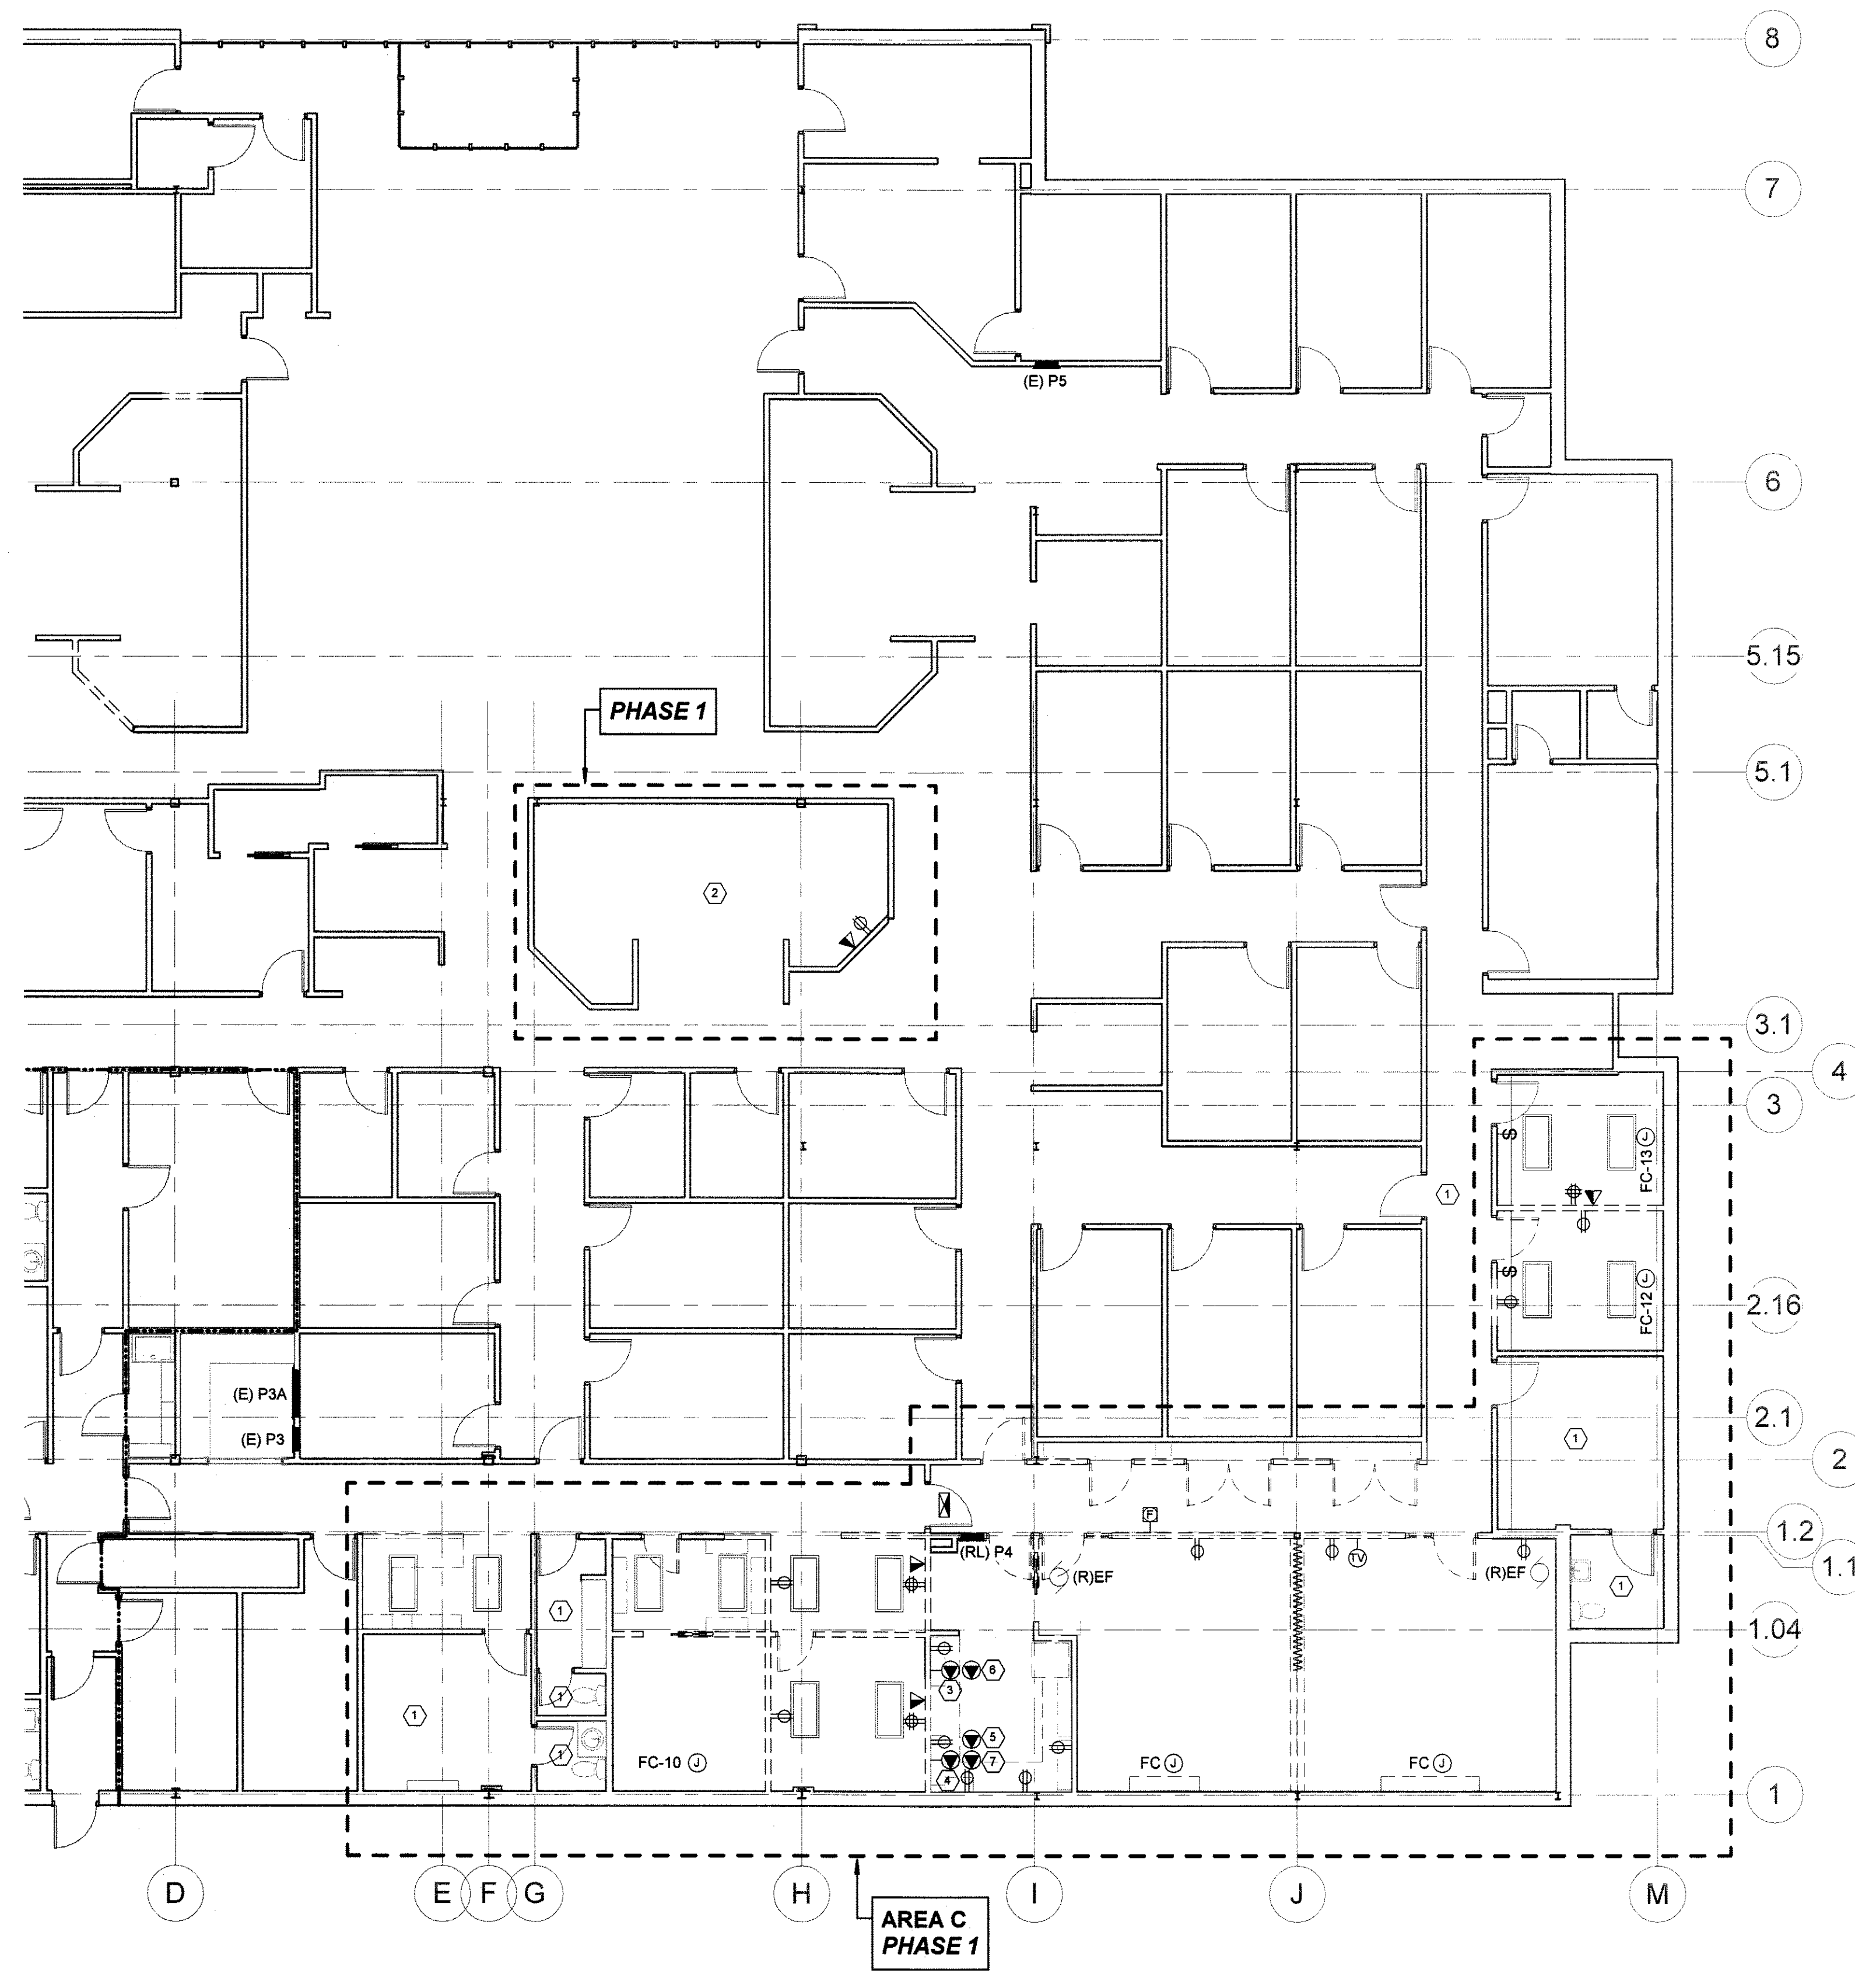 8
7
(E) P5
6
5.15
PHASE 1
5.1
2
3.1
4
3
S
J
FC-13
1
S
J
FC-12
2.16
(E) P3A
(E) P3
2.1
1
2
F
1.2
(RL) P4
TV
(R)EF
(R)EF
1.1
1
1
1.04
6
3
1
1
5
1
FC-10 J
7
4
FC J
FC J
1
D
E
F
G
H
I
J
M
AREA C
PHASE 1